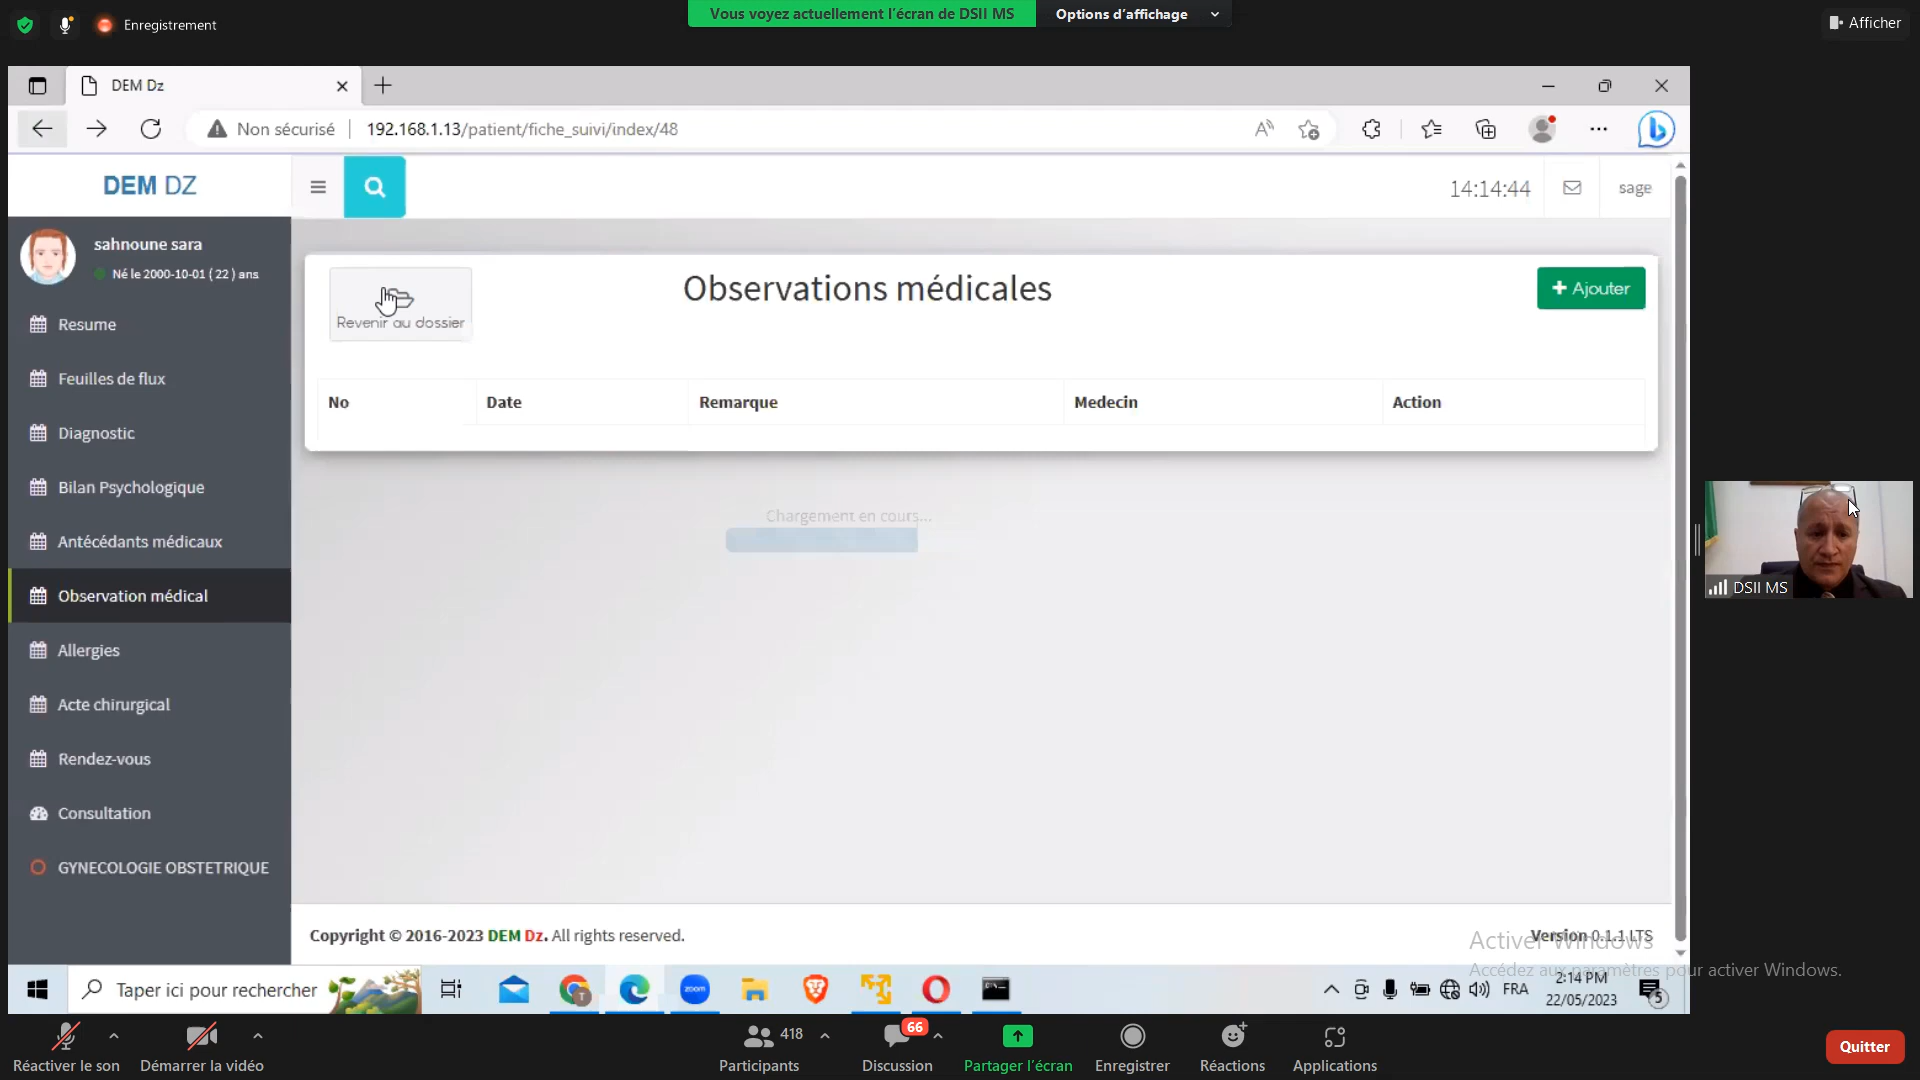 Enregistrement
Vous voyez actuellement l'écran de DSII MS
Options d'affichage
Afficher
DEM Dz
Non sécurisé
192.168.1.13/patient/fiche_suivi/index/48
DEM DZ
14:14:44
sage
sahnoune sara
Né le 2000-10-01 ( 22 ) ans
Resume
Feuilles de flux
Diagnostic
Bilan Psychologique
Antécédants médicaux
Observation médical
Allergies
Acte chirurgical
Rendez-vous
Consultation
GYNECOLOGIE OBSTETRIQUE
Revenir au dossier
Observations médicales
+ Ajouter
No Date Remarque Medecin Action
Chargement en cours...
DSII MS
Copyright © 2016-2023 DEM Dz. All rights reserved.
Version 0.1.1 LTS
Activer Windows
Accédez aux paramètres pour activer Windows.
Taper ici pour rechercher
zoom
T
FRA
2:14 PM
22/05/2023
5
Réactiver le son
Démarrer la vidéo
418
Participants
66
Discussion
Partager l'écran
Enregistrer
Réactions
Applications
Quitter